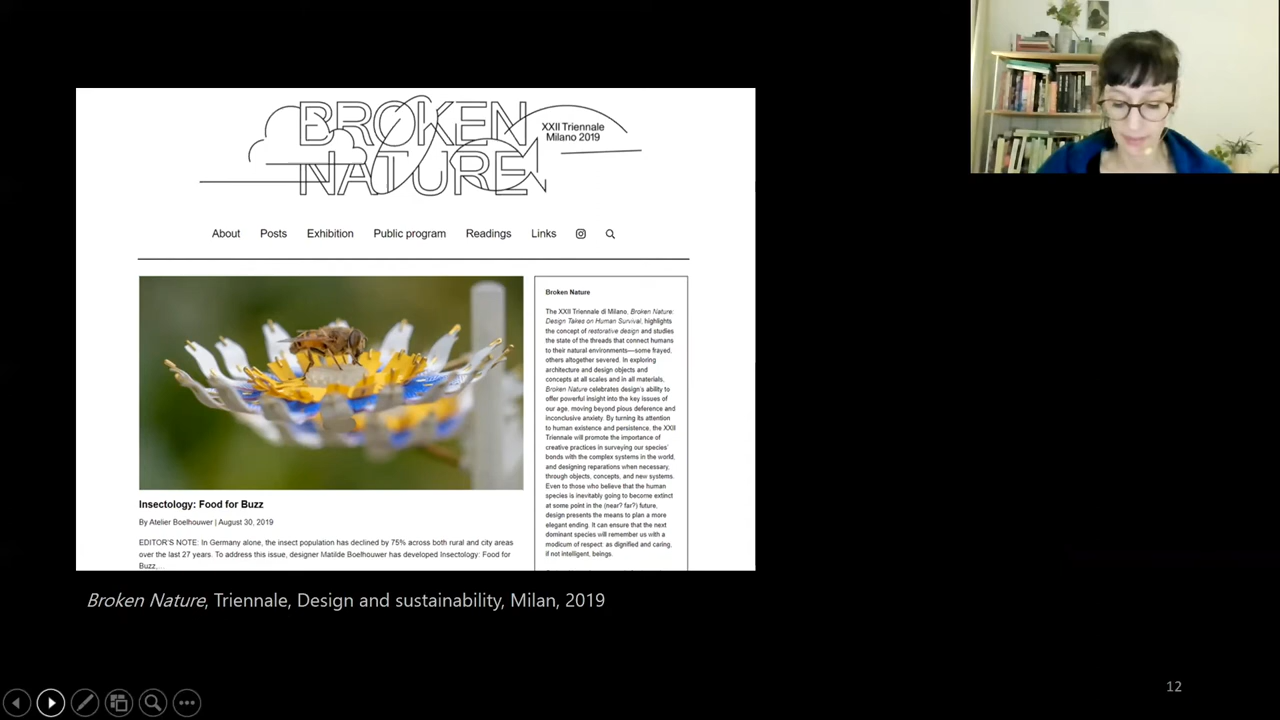 BROKEN
NATURE
XXII Triennale
Milano 2019
About Posts Exhibition Public program Readings Links
Broken Nature
The XXII Triennale di Milano, Broken Nature:
Design Takes on Human Survival, highlights
the concept of restorative design and studies
the state of the threads that connect humans
to their natural environments––some frayed,
others altogether severed. In exploring
architecture and design objects and
concepts at all scales and in all materials,
Broken Nature celebrates design's ability to
offer powerful insight into the key issues of
our age, moving beyond pious deference and
inconclusive anxiety. By turning its attention
to human existence and persistence, the XXII
Triennale will promote the importance of
creative practices in surveying our species'
bonds with the complex systems in the world,
and designing reparations when necessary,
through objects, concepts, and new systems.
Even to those who believe that the human
species is inevitably going to become extinct
at some point in the (near? far?) future,
design presents the means to plan a more
elegant ending. It can ensure that the next
dominant species will remember us with a
modicum of respect: as dignified and caring,
if not intelligent, beings.
Insectology: Food for Buzz
By Atelier Boelhouwer | August 30, 2019
EDITOR'S NOTE: In Germany alone, the insect population has declined by 75% across both rural and city areas
over the last 27 years. To address this issue, designer Matilde Boelhouwer has developed Insectology: Food for
Buzz,...
Broken Nature, Triennale, Design and sustainability, Milan, 2019
12